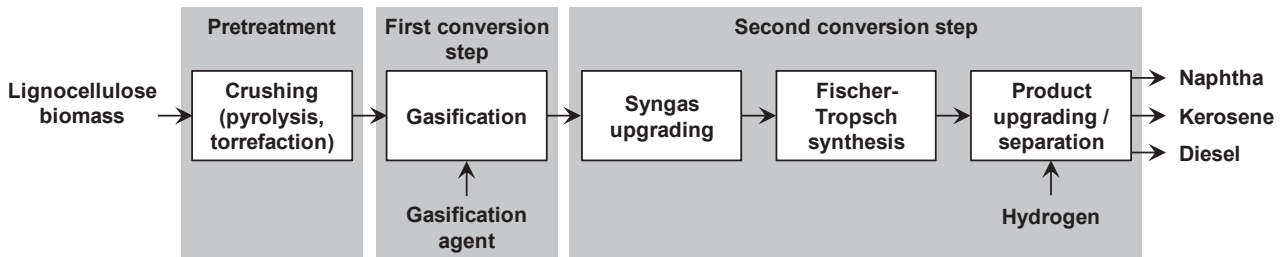 Pretreatment
First conversion
step
Second conversion step
Lignocellulose
biomass
Crushing
(pyrolysis,
torrefaction)
Gasification
Syngas
upgrading
Fischer-
Tropsch
synthesis
Product
upgrading /
separation
Naphtha
Kerosene
Diesel
Gasification
agent
Hydrogen